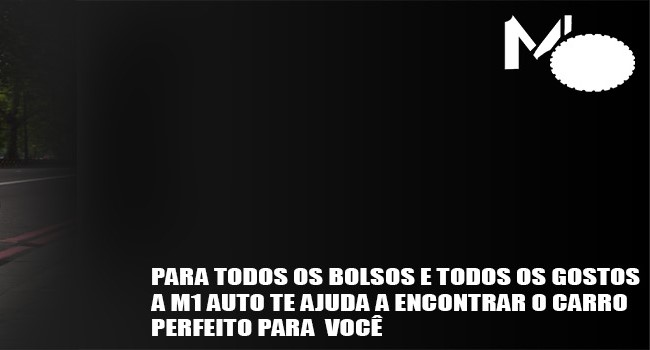 PARA TODOS OS BOLSOS E TODOS OS GOSTOS
A M1 AUTO TE AJUDA A ENCONTRAR O CARRO
PERFEITO PARA  VOCÊ